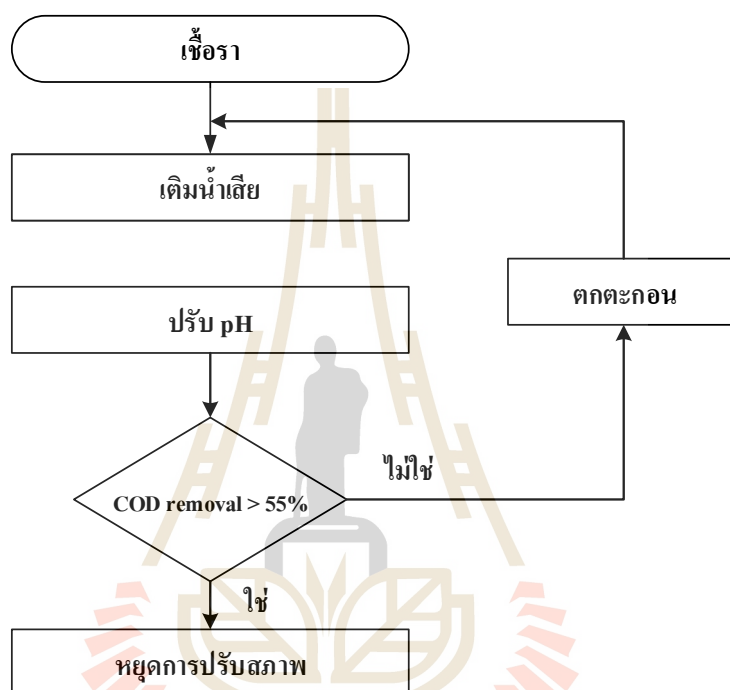 เชื้อรา
เติมน้ำเสีย
ตกตะกอน
ปรับ pH
ไม่ใช่
COD removal > 55%
ใช่
หยุดการปรับสภาพ